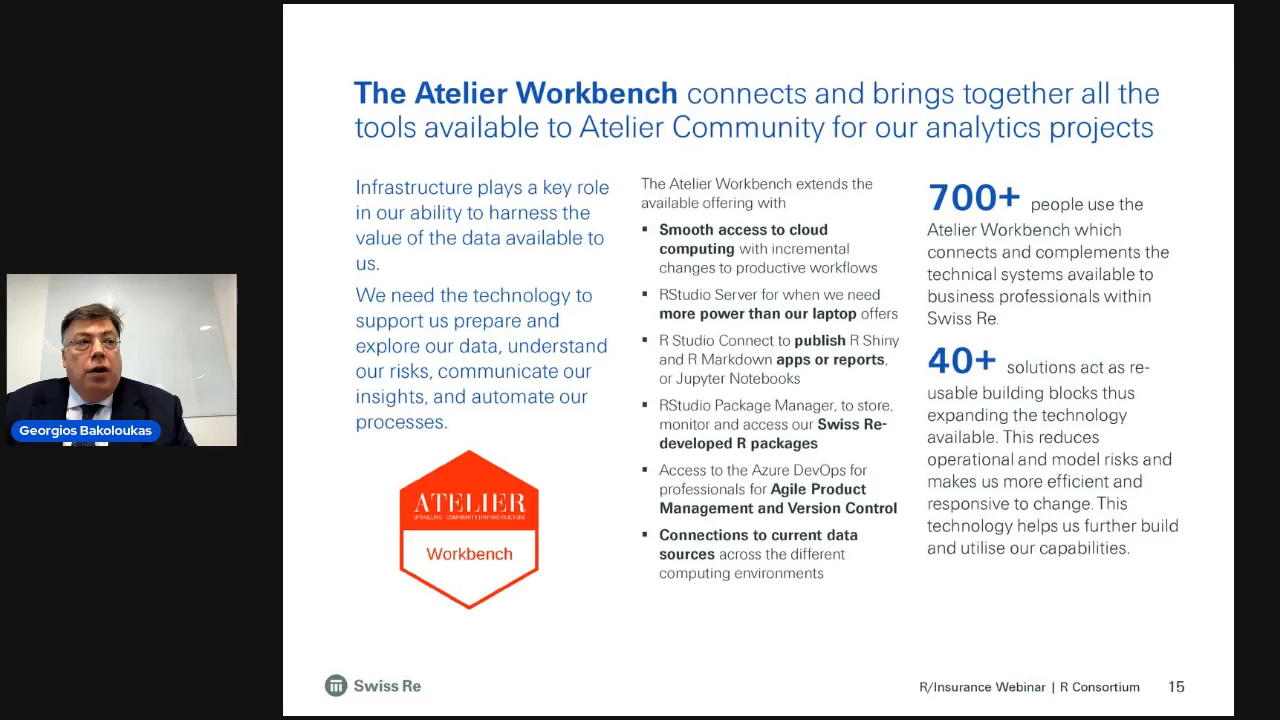 The Atelier Workbench connects and brings together all the
tools available to Atelier Community for our analytics projects
Infrastructure plays a key role
in our ability to harness the
value of the data available to
us.
We need the technology to
support us prepare and
explore our data, understand
our risks, communicate our
insights, and automate our
processes.
ATELIER
UPSKILLING | COMMUNITY | INFRASTRUCTURE
Workbench
The Atelier Workbench extends the
available offering with
▪ Smooth access to cloud
computing with incremental
changes to productive workflows
▪ RStudio Server for when we need
more power than our laptop offers
▪ R Studio Connect to publish R Shiny
and R Markdown apps or reports,
or Jupyter Notebooks
▪ RStudio Package Manager, to store,
monitor and access our Swiss Re-
developed R packages
▪ Access to the Azure DevOps for
professionals for Agile Product
Management and Version Control
▪ Connections to current data
sources across the different
computing environments
700+ people use the
Atelier Workbench which
connects and complements the
technical systems available to
business professionals within
Swiss Re.
40+ solutions act as re-
usable building blocks thus
expanding the technology
available. This reduces
operational and model risks and
makes us more efficient and
responsive to change. This
technology helps us further build
and utilise our capabilities.
Georgios Bakoloukas
Swiss Re
R/Insurance Webinar | R Consortium 15